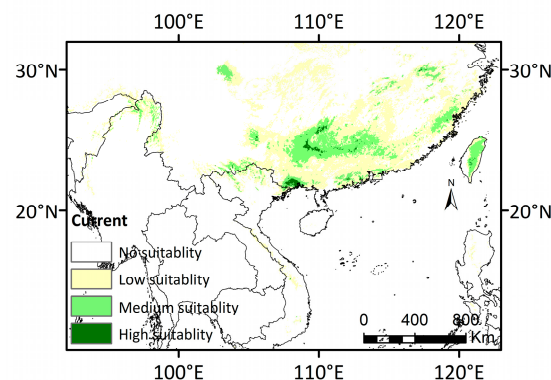 100°E 110°E 120°E
30°N 30°N
N
20°N 20°N
Current
No suitablity
Low suitablity
Medium suitablity
High suitablity
0 400 800
Km
100°E 110°E 120°E